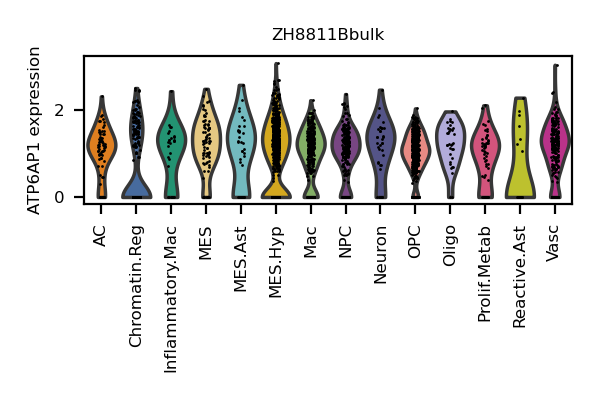 ZH8811Bbulk
ATP6AP1 expression
2
0
AC
Chromatin.Reg
Inflammatory.Mac
MES
MES.Ast
MES.Hyp
Mac
NPC
Neuron
OPC
Oligo
Prolif.Metab
Reactive.Ast
Vasc